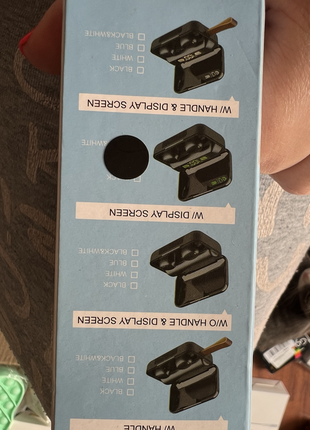 W/ HANDLE
BLACK
WHITE
BLUE
BLACK&WHITE
W/O HANDLE & DISPLAY SCREEN
BLACK
WHITE
BLUE
BLACK&WHITE
W/ DISPLAY SCREEN
&WHITE
W/ HANDLE & DISPLAY SCREEN
BLACK
WHITE
BLUE
BLACK&WHITE